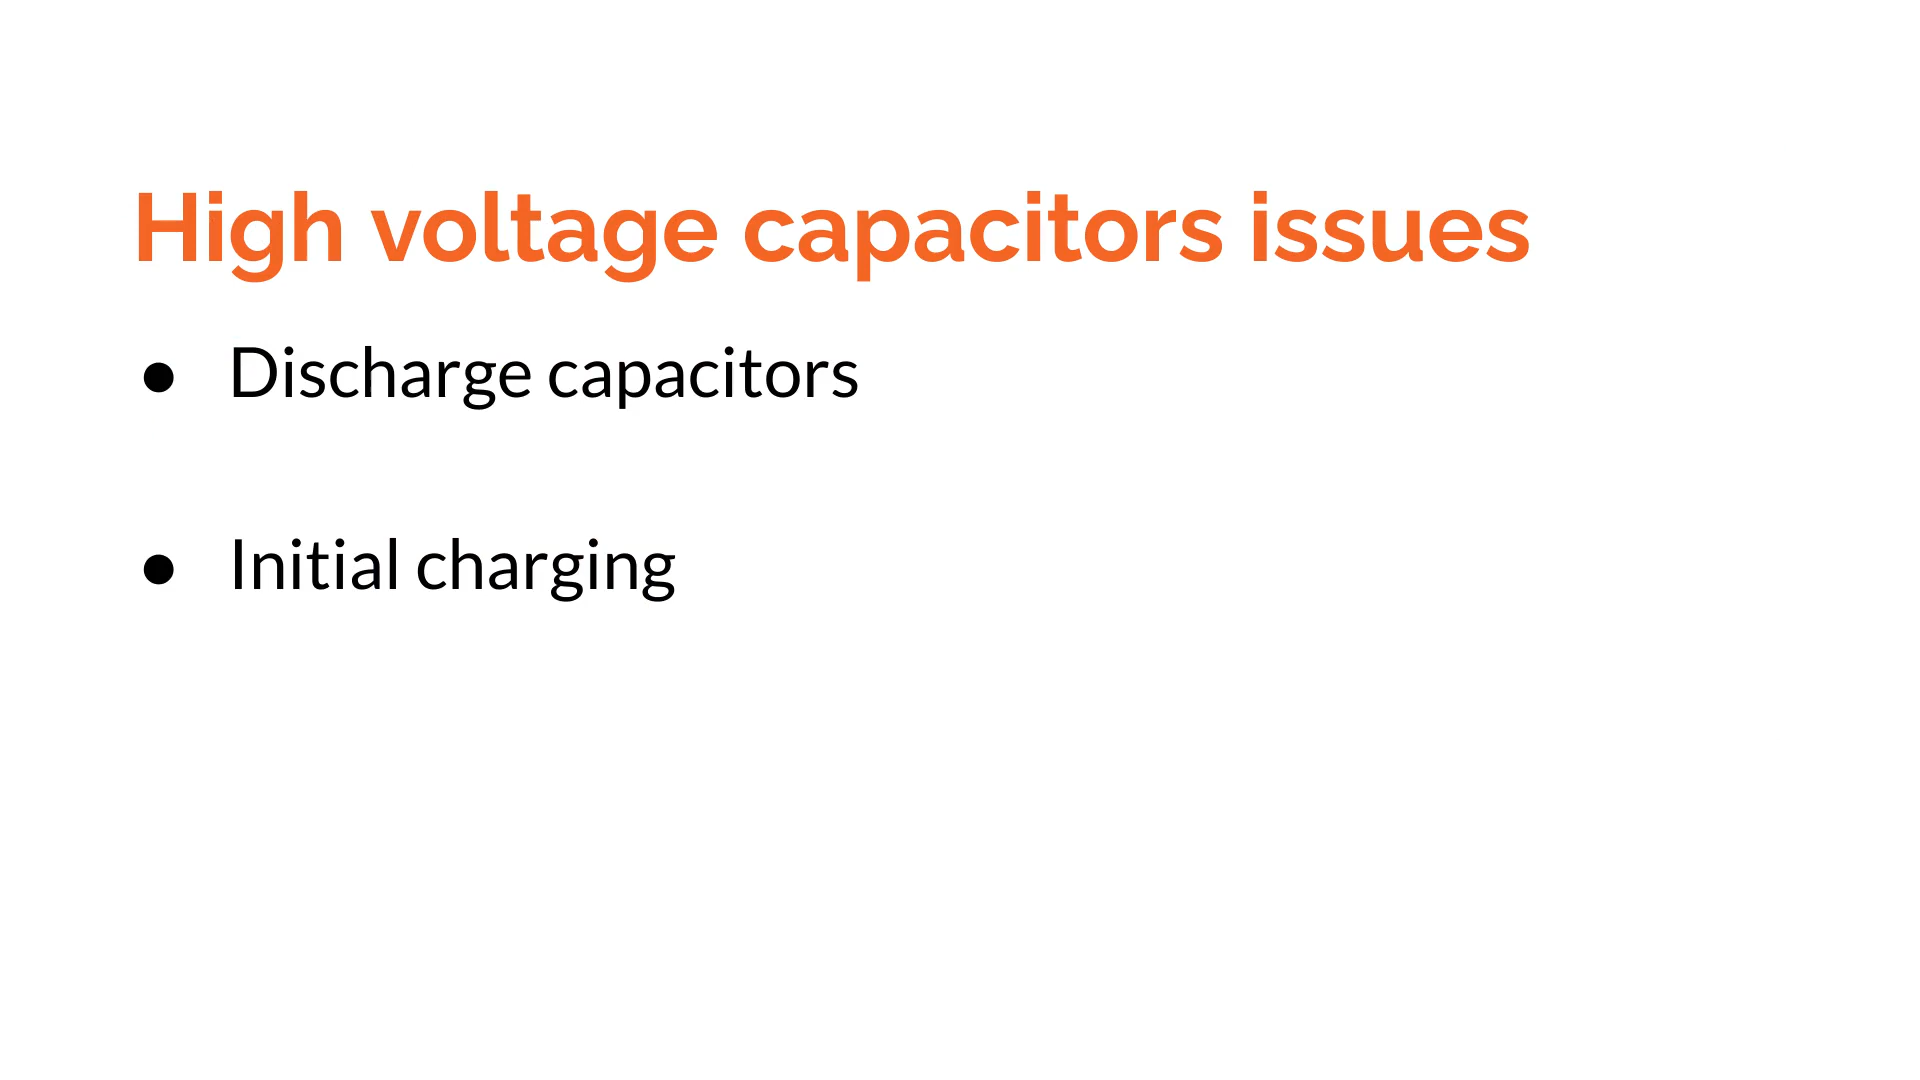 High voltage capacitors issues
● Discharge capacitors
● Initial charging